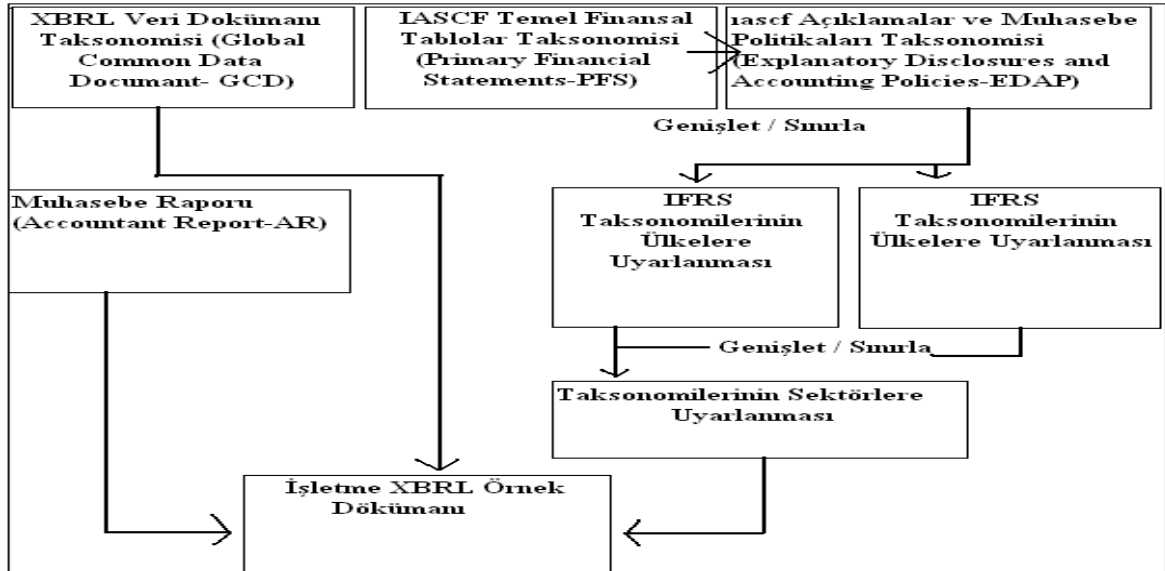 XBRL Veri Dokümanı
Taksonomisi (Global
Common Data
Documant- GCD)
IASCF Temel Finansal
Tablolar Taksonomisi
(Primary Financial
Statements-PFS)
ıascf Açıklamalar ve Muhasebe
Politikaları Taksonomisi
(Explanatory Disclosures and
Accounting Policies-EDAP)
Genişlet / Sınırla
Muhasebe Raporu
(Accountant Report-AR)
IFRS
Taksonomilerinin
Ülkelere
Uyarlanması
IFRS
Taksonomilerinin
Ülkelere Uyarlanması
Genişlet / Sınırla
Taksonomilerinin Sektörlere
Uyarlanması
İşletme XBRL Örnek
Dökümanı